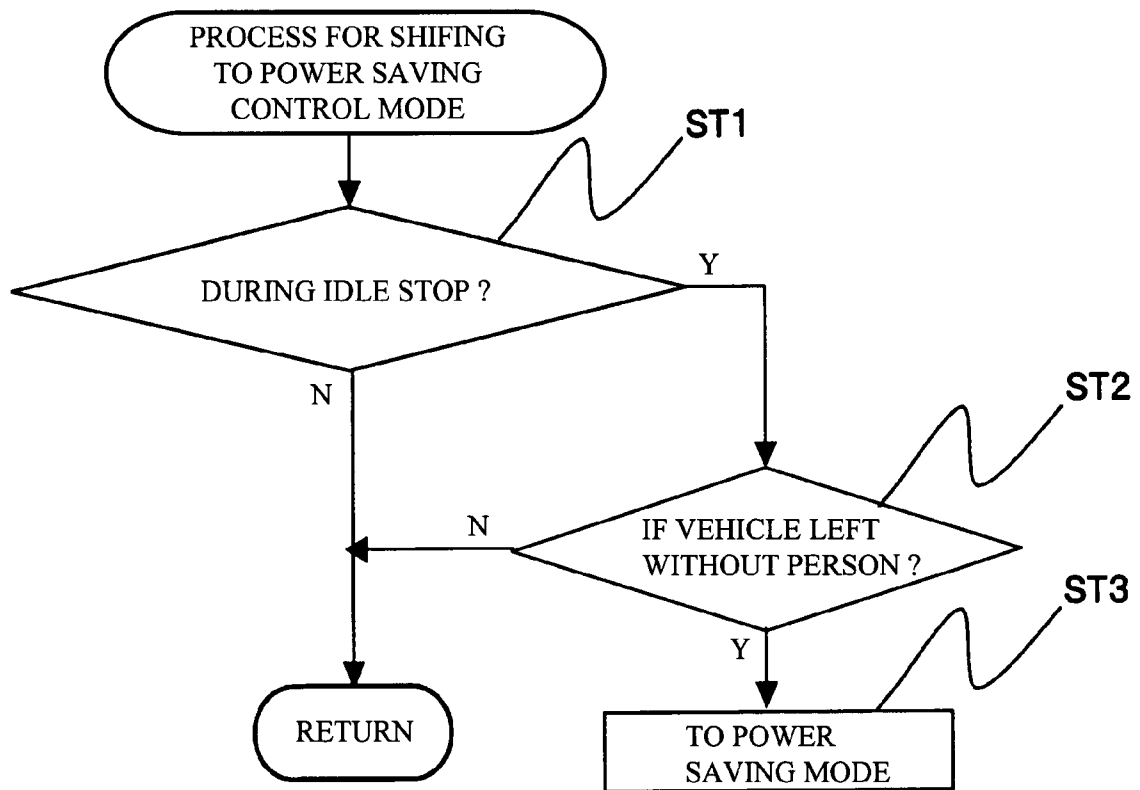 PROCESS FOR SHIFING
TO POWER SAVING
CONTROL MODE
ST1
DURING IDLE STOP ?
Y
N
ST2
N
IF VEHICLE LEFT
WITHOUT PERSON ?
ST3
Y
RETURN
TO POWER
SAVING MODE